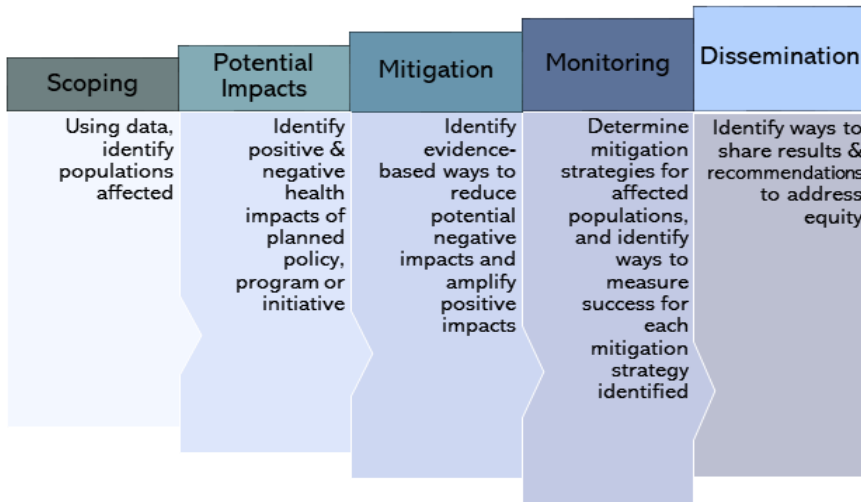 Scoping
Using data,
identify
populations
affected
Potential
Impacts
Identify
positive &
negative
health
impacts of
planned
policy,
program or
initiative
Mitigation
Identify
evidence-
based ways to
reduce
potential
negative
impacts and
amplify
positive
impacts
Monitoring
Determine
mitigation
strategies for
affected
populations,
and identify
ways to
measure
success for
each
mitigation
strategy
identified
Dissemination
Identify ways to
share results &
recommendations
to address
equity